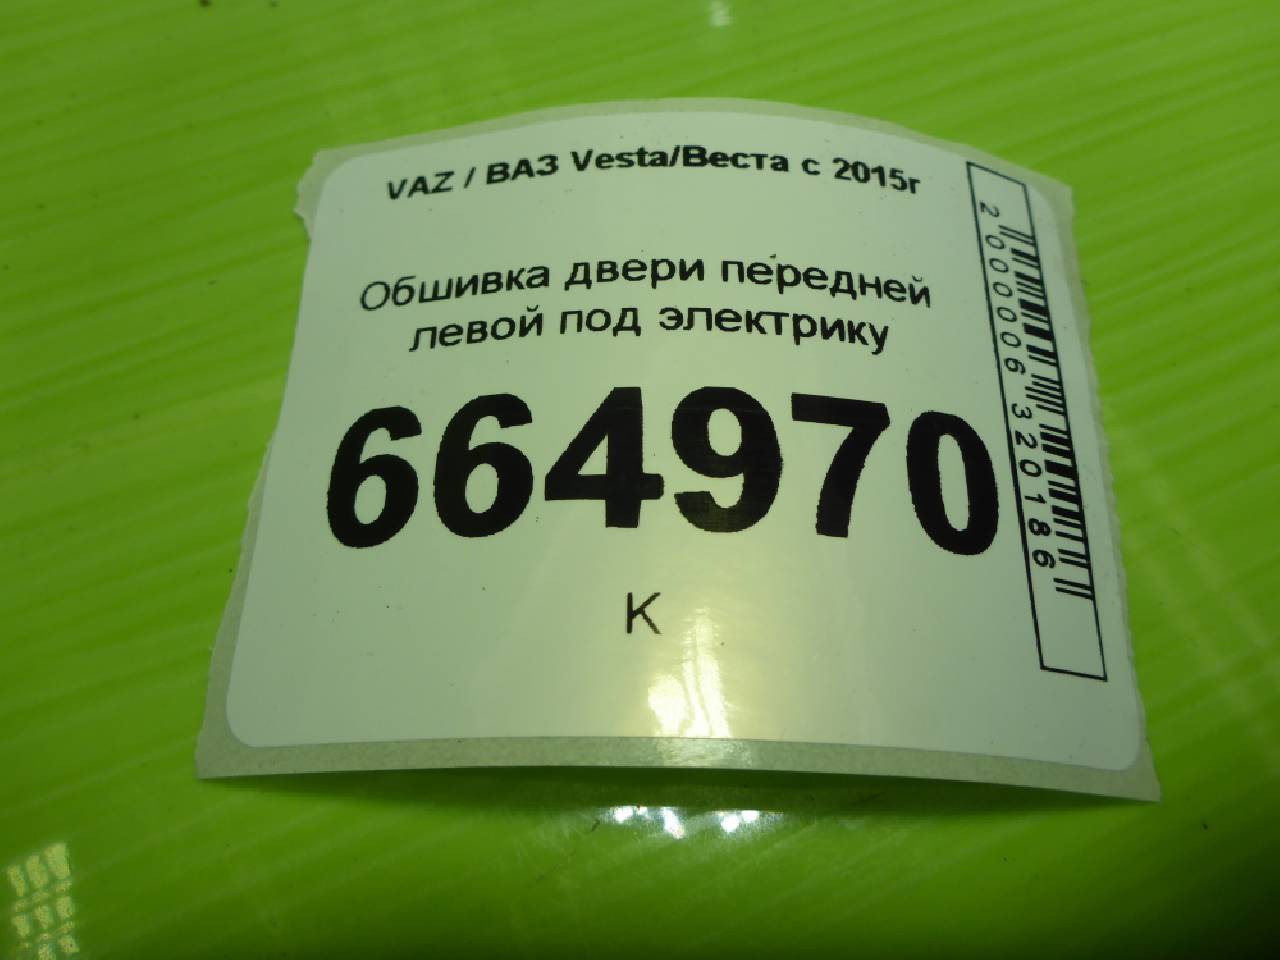 VAZ / ВАЗ Vesta/Веста с 2015г
Обшивка двери передней
левой под электрику
664970
К
2000006320186